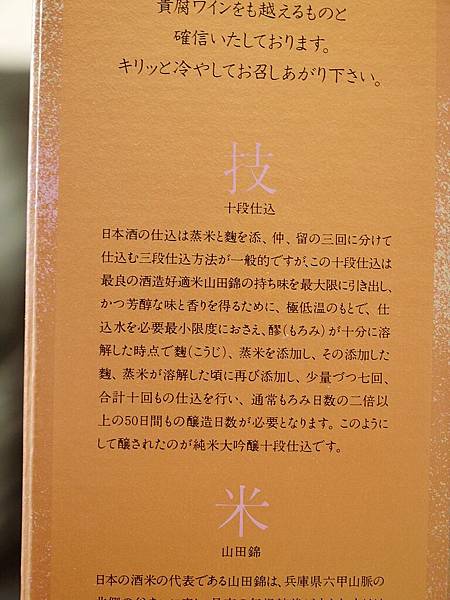 貴腐ワインをも越えるものと
確信いたしております。
キリッと冷やしてお召しあがり下さい。
技
十段仕込
日本酒の仕込は蒸米と麴を添、仲、留の三回に分けて
仕込む三段仕込方法が一般的ですが、この十段仕込は
最良の酒造好適米山田錦の持ち味を最大限に引き出し、
かつ芳醇な味と香りを得るために、極低温のもとで、仕
込水を必要最小限度におさえ、醪(もろみ)が十分に溶
解した時点で麴(こうじ)、蒸米を添加し、その添加した
麴、蒸米が溶解した頃に再び添加し、少量づつ七回、
合計十回もの仕込を行い、通常もろみ日数の二倍以
上の50日間もの醸造日数が必要となります。このように
して醸されたのが純米大吟醸十段仕込です。
米
山田錦
日本の酒米の代表である山田錦は、兵庫県六甲山脈の